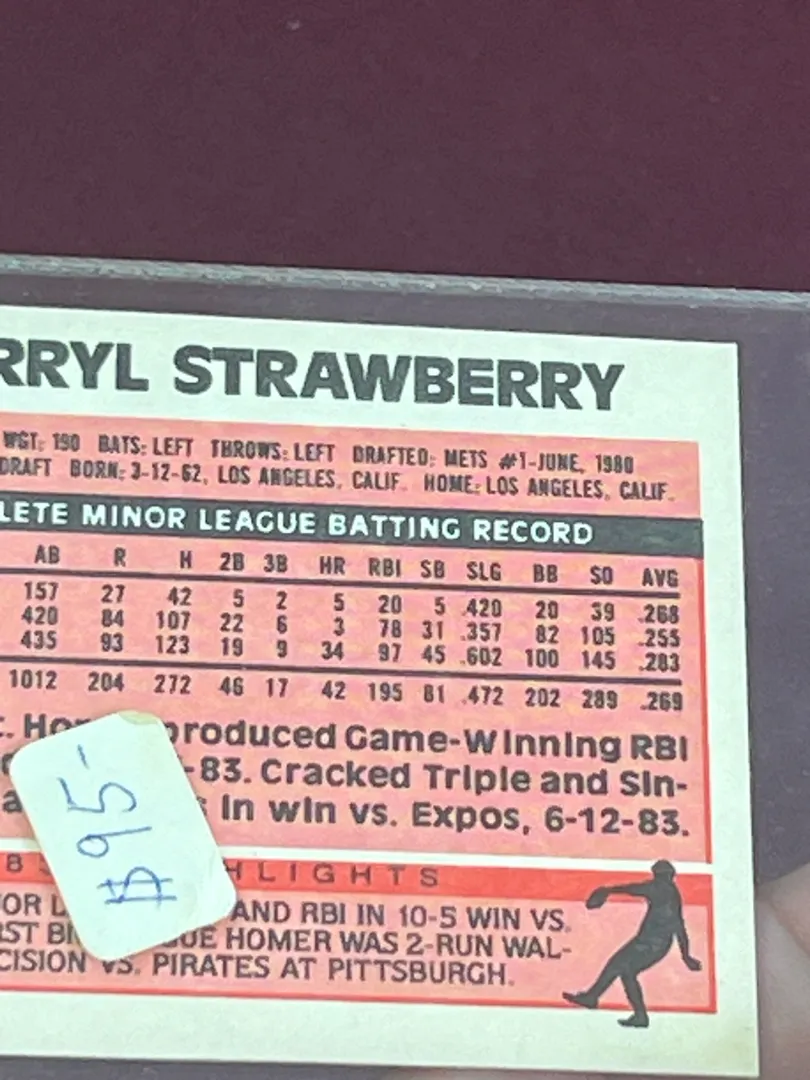 RRYL STRAWBERRY
WGT: 190 BATS: LEFT THROWS: LEFT DRAFTED: METS #1-JUNE, 1980
DRAFT BORN: 3-12-62, LOS ANGELES, CALIF. HOME: LOS ANGELES, CALIF.
LETE MINOR LEAGUE BATTING RECORD
AB R H 2B 3B HR RBI SB SLG BB SO AVG
157 27 42 5 2 5 20 5 .420 20 39 .268
420 84 107 22 6 3 78 31 .357 82 105 .255
435 93 123 19 9 34 97 45 .602 100 145 .283
1012 204 272 46 17 42 195 81 .472 202 289 .269
produced Game-Winning RBI
-83. Cracked Triple and Sin-
in win vs. Expos, 6-12-83.
$95-
HLIGHTS
OR L AND RBI IN 10-5 WIN VS.
RST BI UE HOMER WAS 2-RUN WAL-
CISION VS. PIRATES AT PITTSBURGH.